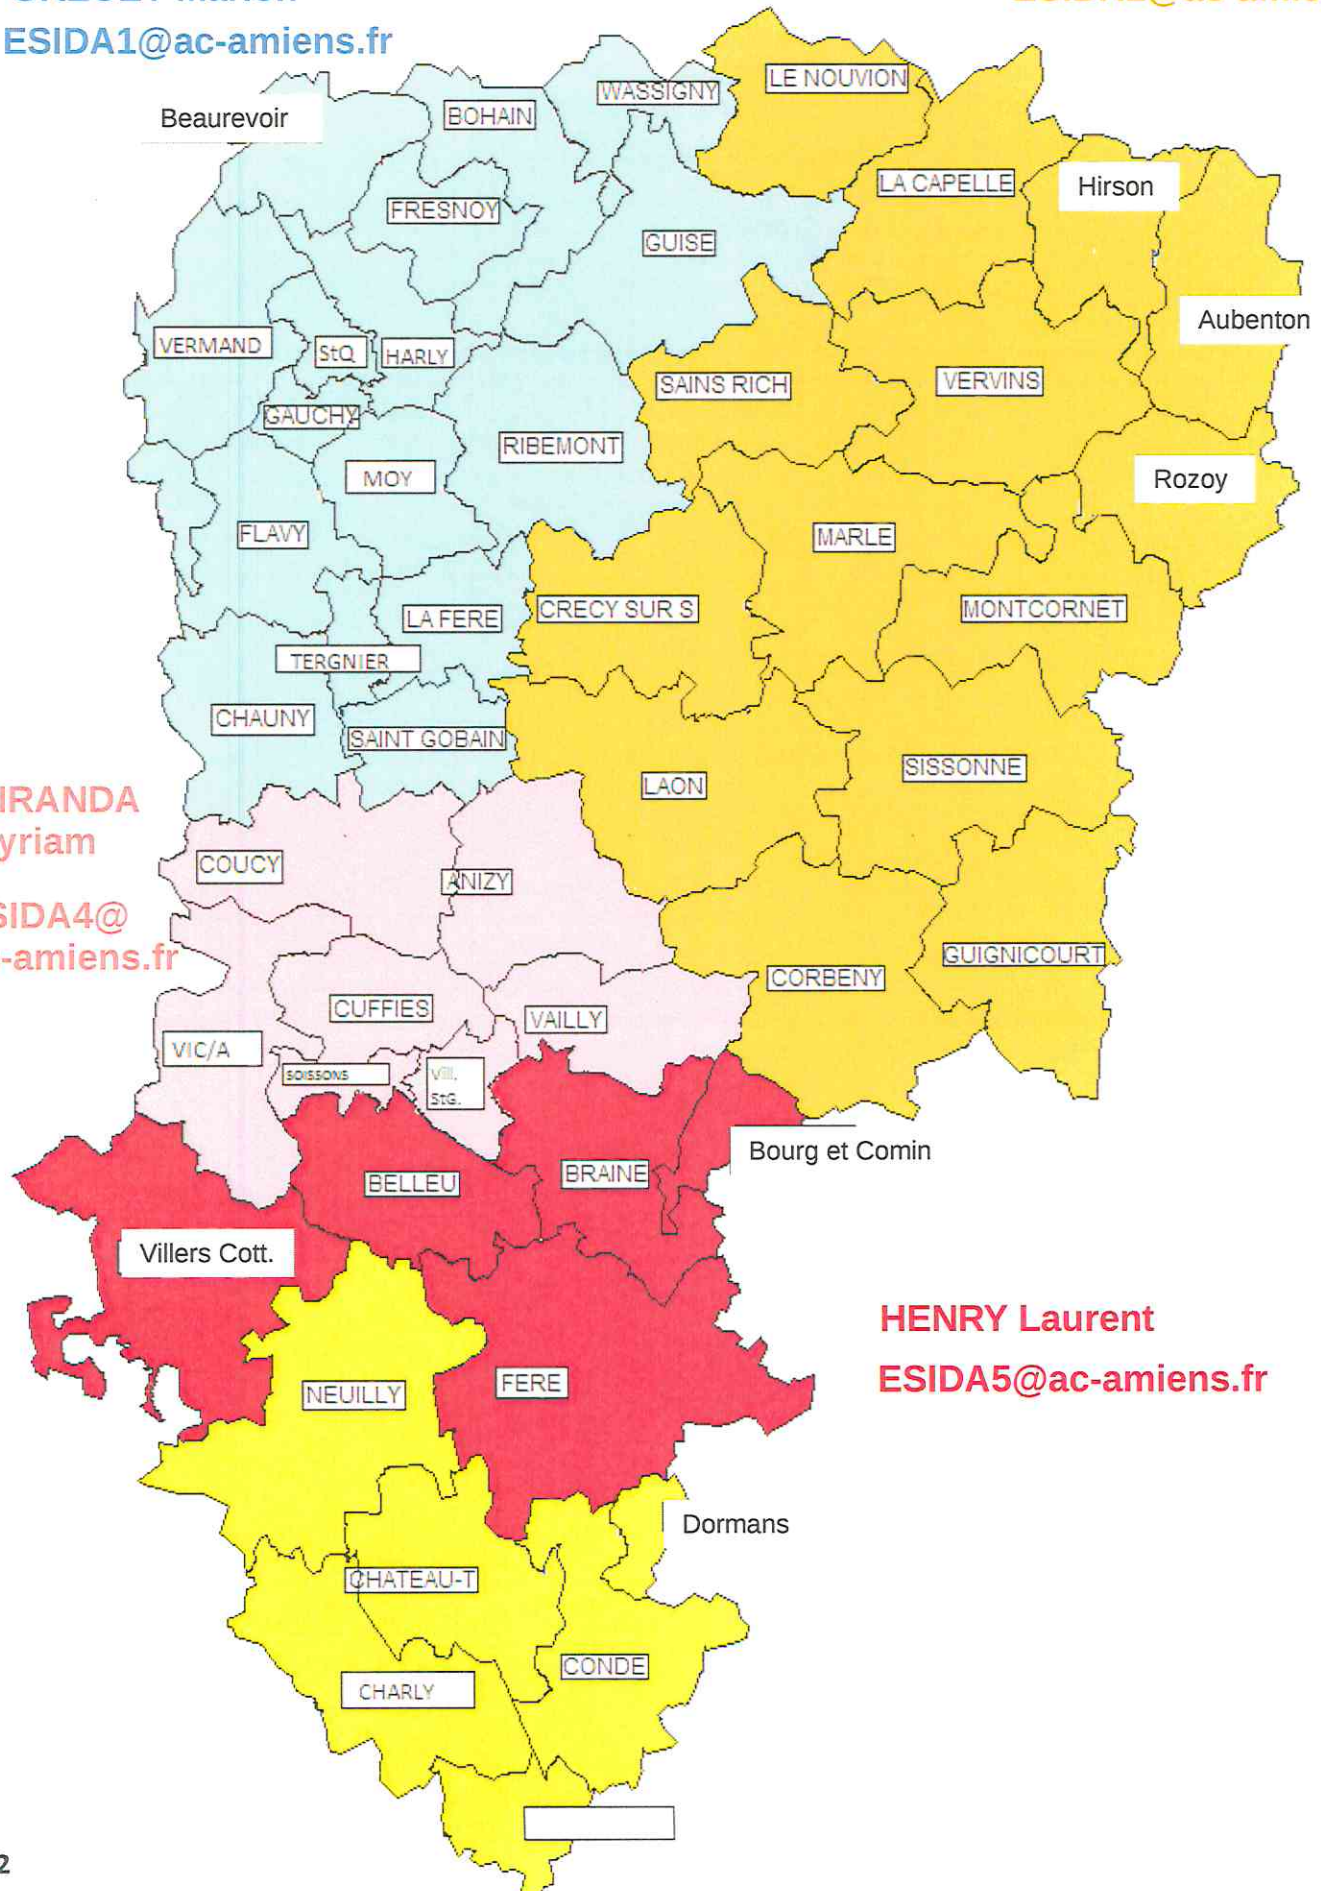 ESIDA1@ac-amiens.fr
LE NOUVION
WASSIGNY
BOHAIN
Beaurevoir
LA CAPELLE
Hirson
FRESNOY
GUISE
Aubenton
VERMAND
StQ
HARLY
SAINS RICH
VERVINS
GAUCHY
RIBEMONT
MOY
Rozoy
FLAVY
MARLE
CRECY SUR S
MONTCORNET
LA FERE
TERGNIER
CHAUNY
SAINT GOBAIN
SISSONNE
LAON
IRANDA
yriam
COUCY
ANIZY
SIDA4@
-amiens.fr
GUIGNICOURT
CORBENY
CUFFIES
VAILLY
VIC/A
SOISSONS
Vill.
StG.
Bourg et Comin
BRAINE
BELLEU
Villers Cott.
HENRY Laurent
ESIDA5@ac-amiens.fr
FERE
NEUILLY
Dormans
CHATEAU-T
CONDE
CHARLY
2